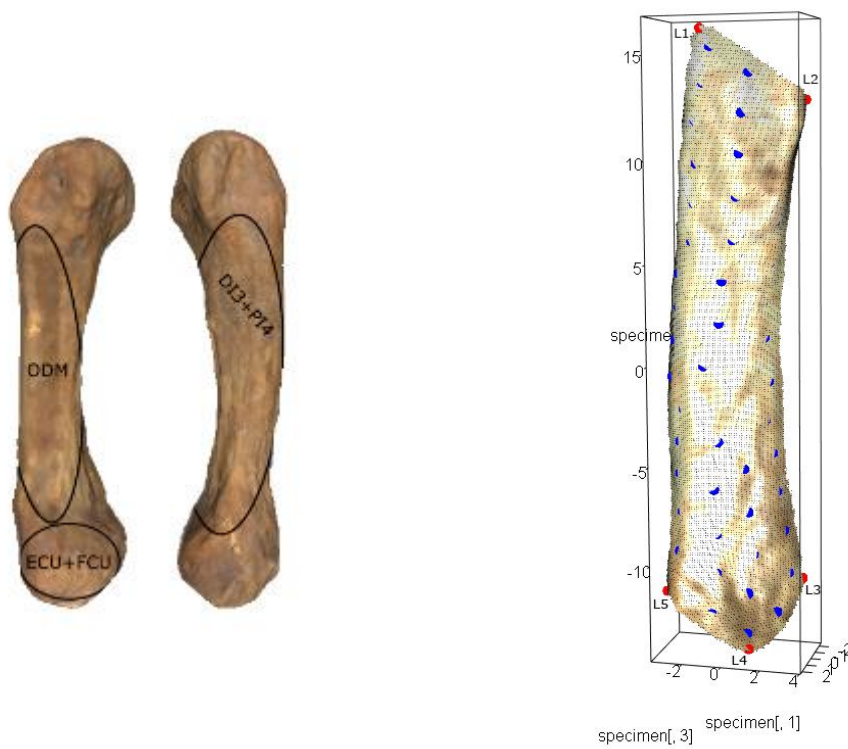 ODM
ECU+FCU
DI3+PI4
L1
L2
15
10
5
specime
0
-5
-10
L5
L3
L4
-2
0
2
4
2
specimen[, 1]
specimen[, 3]